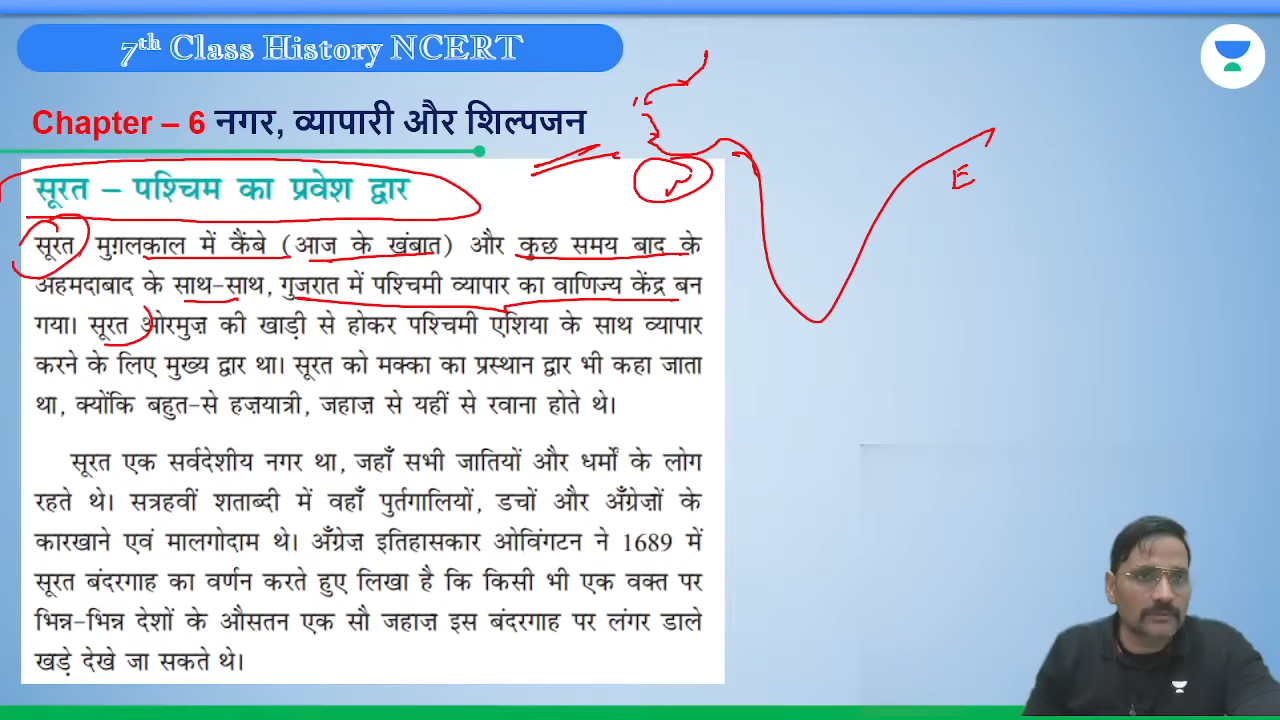 7th Class History NCERT
Chapter – 6 नगर, व्यापारी और शिल्पजन
सूरत – पश्चिम का प्रवेश द्वार
सूरत मुग़लकाल में कैंबे (आज के खंबात) और कुछ समय बाद के
अहमदाबाद के साथ-साथ, गुजरात में पश्चिमी व्यापार का वाणिज्य केंद्र बन
गया। सूरत ओरमुज़ की खाड़ी से होकर पश्चिमी एशिया के साथ व्यापार
करने के लिए मुख्य द्वार था। सूरत को मक्का का प्रस्थान द्वार भी कहा जाता
था, क्योंकि बहुत-से हज़यात्री, जहाज़ से यहीं से रवाना होते थे।
सूरत एक सर्वदेशीय नगर था, जहाँ सभी जातियों और धर्मों के लोग
रहते थे। सत्रहवीं शताब्दी में वहाँ पुर्तगालियों, डचों और अँग्रेज़ों के
कारखाने एवं मालगोदाम थे। अँग्रेज़ इतिहासकार ओविंगटन ने 1689 में
सूरत बंदरगाह का वर्णन करते हुए लिखा है कि किसी भी एक वक्त पर
भिन्न-भिन्न देशों के औसतन एक सौ जहाज़ इस बंदरगाह पर लंगर डाले
खड़े देखे जा सकते थे।
E